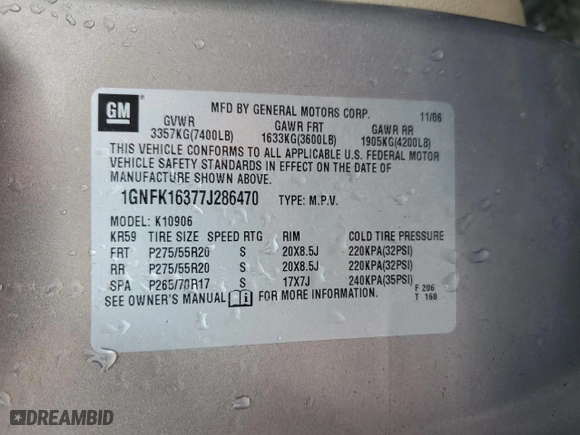 GM
MFD BY GENERAL MOTORS CORP. 11/06
GVWR GAWR FRT GAWR RR
3357KG(7400LB) 1633KG(3600LB) 1905KG(4200LB)
THIS VEHICLE CONFORMS TO ALL APPLICABLE U.S. FEDERAL MOTOR
VEHICLE SAFETY STANDARDS IN EFFECT ON THE DATE OF
MANUFACTURE SHOWN ABOVE.
1GNFK16377J286470 TYPE: M.P.V.
MODEL: K10906
KR59 TIRE SIZE SPEED RTG RIM COLD TIRE PRESSURE
FRT P275/55R20 S 20X8.5J 220KPA(32PSI)
RR P275/55R20 S 20X8.5J 220KPA(32PSI)
SPA P265/70R17 S 17X7J 240KPA(35PSI)
SEE OWNER'S MANUAL FOR MORE INFORMATION. F 206
T 168
DREAMBID